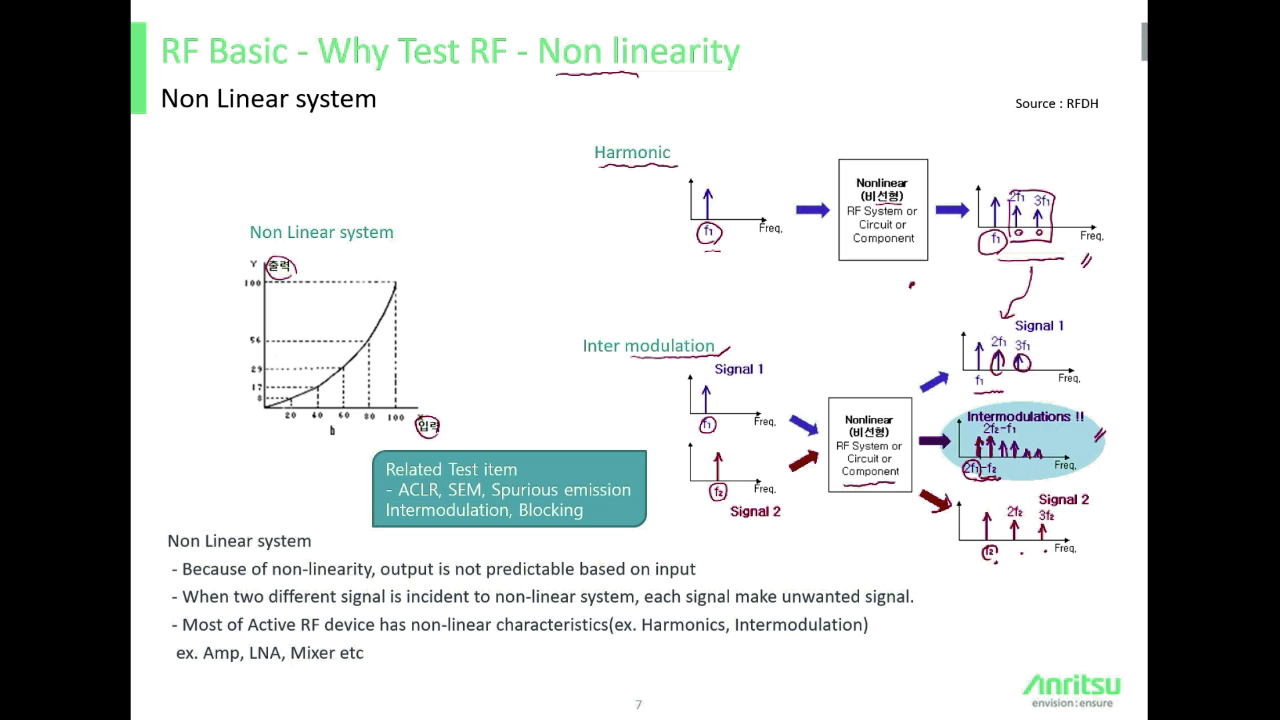 RF Basic - Why Test RF - Non linearity
Non Linear system
Source : RFDH
Harmonic
f₁
Freq.
Nonlinear
(비선형)
RF System or
Circuit or
Component
2f₁ 3f₁
f₁
Freq.
Non Linear system
Y 출력
100
56
29
17
8
20 40 60 80 100
입력
b
Inter modulation
Signal 1
f₁
Freq.
f₂
Freq.
Signal 2
Nonlinear
(비선형)
RF System or
Circuit or
Component
Signal 1
2f₁ 3f₁
f₁
Freq.
Intermodulations !!
2f₂-f₁
2f₁-f₂
Freq.
Signal 2
2f₂ 3f₂
f₂
Freq.
Related Test item
- ACLR, SEM, Spurious emission
Intermodulation, Blocking
Non Linear system
- Because of non-linearity, output is not predictable based on input
- When two different signal is incident to non-linear system, each signal make unwanted signal.
- Most of Active RF device has non-linear characteristics(ex. Harmonics, Intermodulation)
ex. Amp, LNA, Mixer etc
7
Anritsu
envision : ensure